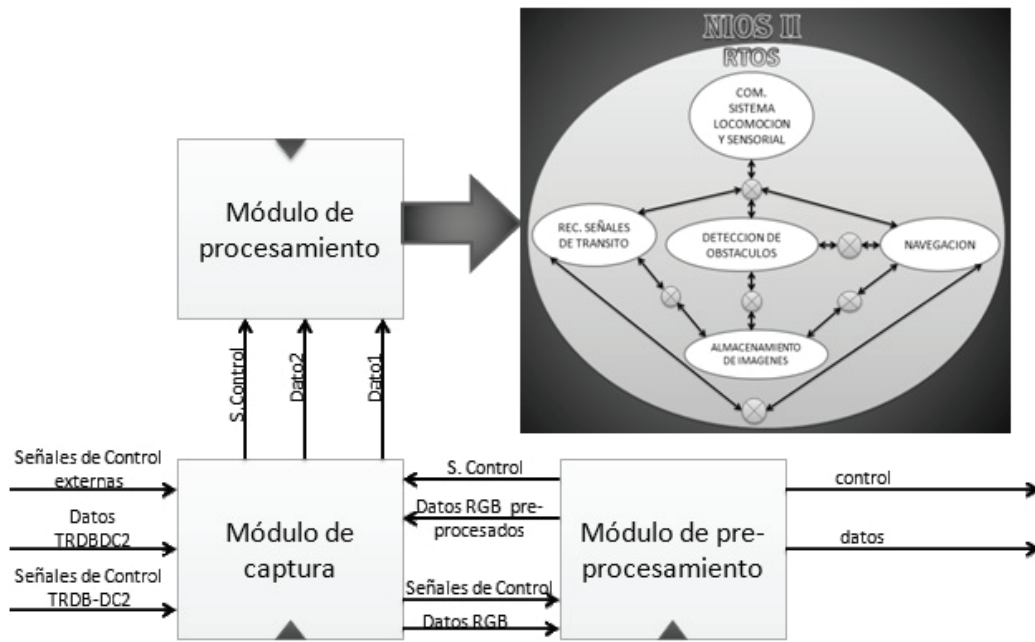 NIOS II
RTOS
COM.
SISTEMA
LOCOMOCION
Y SENSORIAL
REC. SEÑALES
DE TRANSITO
DETECCION DE
OBSTACULOS
NAVEGACION
ALMACENAMIENTO
DE IMAGENES
Módulo de
procesamiento
S.Control
Dato2
Dato1
Señales de Control
externas
Datos
TRDBDC2
Señales de Control
TRDB-DC2
Módulo de
captura
S. Control
Datos RGB pre-
procesados
Señales de Control
Datos RGB
Módulo de pre-
procesamiento
control
datos